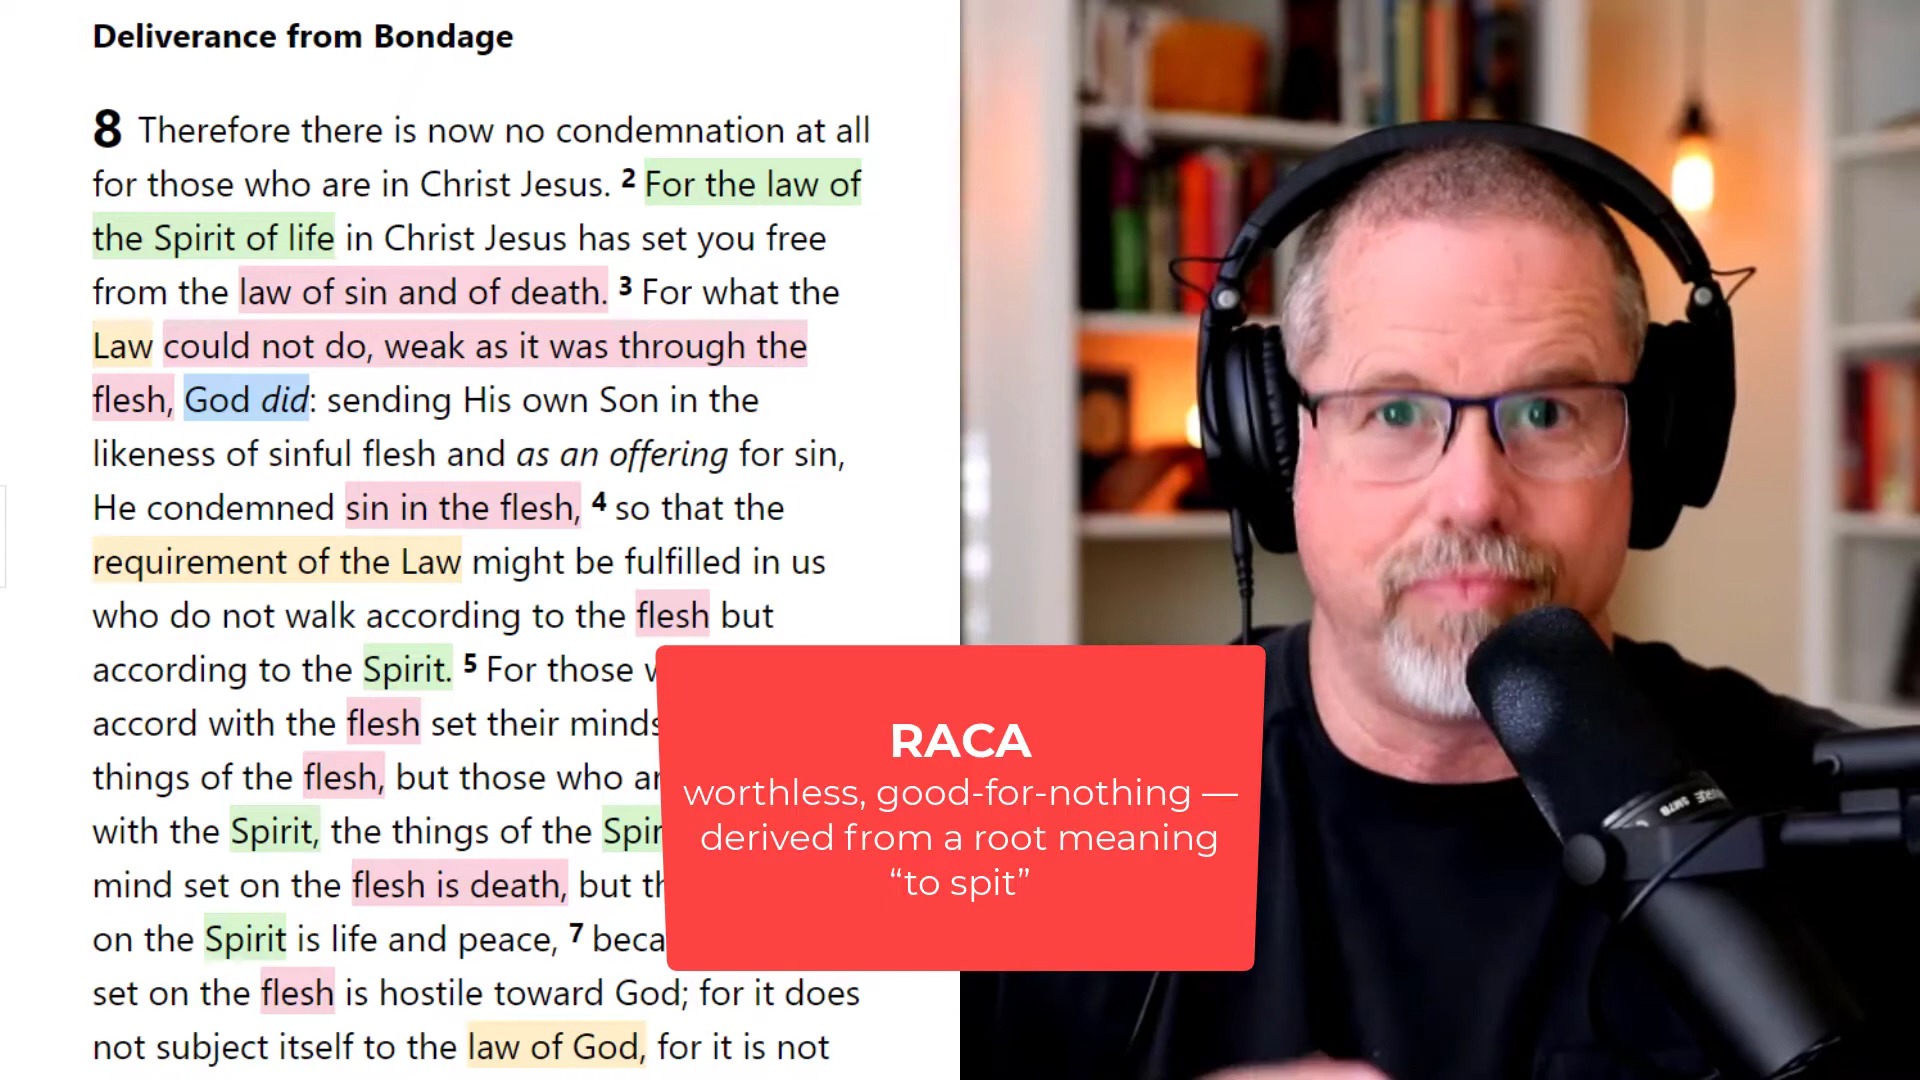 Deliverance from Bondage
8 Therefore there is now no condemnation at all
for those who are in Christ Jesus. 2 For the law of
the Spirit of life in Christ Jesus has set you free
from the law of sin and of death. 3 For what the
Law could not do, weak as it was through the
flesh, God did: sending His own Son in the
likeness of sinful flesh and as an offering for sin,
He condemned sin in the flesh, 4 so that the
requirement of the Law might be fulfilled in us
who do not walk according to the flesh but
according to the Spirit. 5 For those
accord with the flesh set their minds
things of the flesh, but those who
with the Spirit, the things of the
mind set on the flesh is death, but
on the Spirit is life and peace, 7
set on the flesh is hostile toward God; for it does
not subject itself to the law of God, for it is not
RACA
worthless, good-for-nothing —
derived from a root meaning
“to spit”